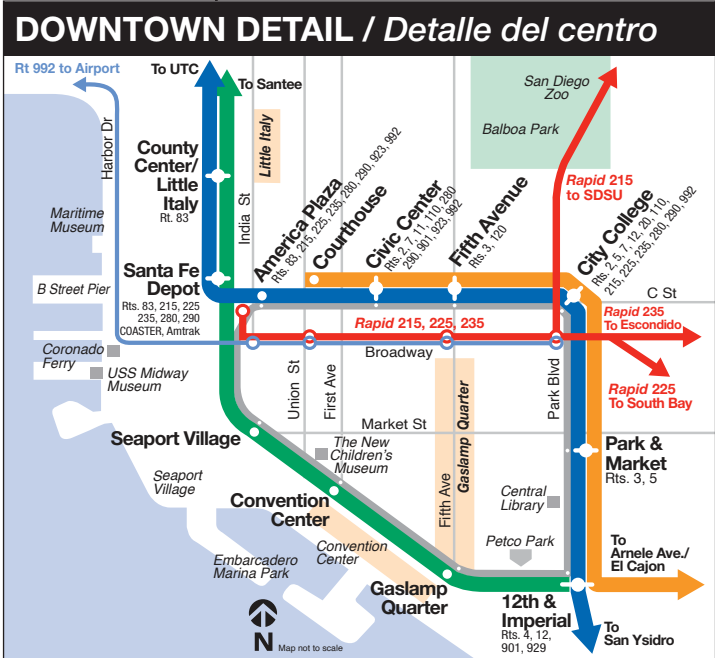 DOWNTOWN DETAIL / Detalle del centro
Rt 992 to Airport
To UTC
To Santee
San Diego
Zoo
Balboa Park
Harbor Dr
County
Center/
Little
Italy
Rt. 83
Little Italy
India St
Maritime
Museum
America Plaza
Rts. 83, 215, 225, 235, 280, 290, 923, 992
Courthouse
Civic Center
Rts. 2, 7, 11, 110, 280
290, 901, 923, 992
Fifth Avenue
Rts. 3, 120
Rapid 215
to SDSU
City College
Rts. 2, 5, 7, 12, 20, 110,
215, 225, 235, 280, 290, 992
Santa Fe
Depot
Rts. 83, 215, 225
235, 280, 290
COASTER, Amtrak
B Street Pier
C St
Rapid 235
To Escondido
Rapid 215, 225, 235
Broadway
Coronado
Ferry
USS Midway
Museum
Union St
First Ave
Park Blvd
Rapid 225
To South Bay
Market St
Seaport Village
The New
Children's
Museum
Fifth Ave
Gaslamp Quarter
Park &
Market
Rts. 3, 5
Seaport
Village
Convention
Center
Central
Library
Petco Park
Convention
Center
Embarcadero
Marina Park
To
Arnele Ave./
El Cajon
Gaslamp
Quarter
12th &
Imperial
Rts. 4, 12,
901, 929
To
San Ysidro
N
Map not to scale